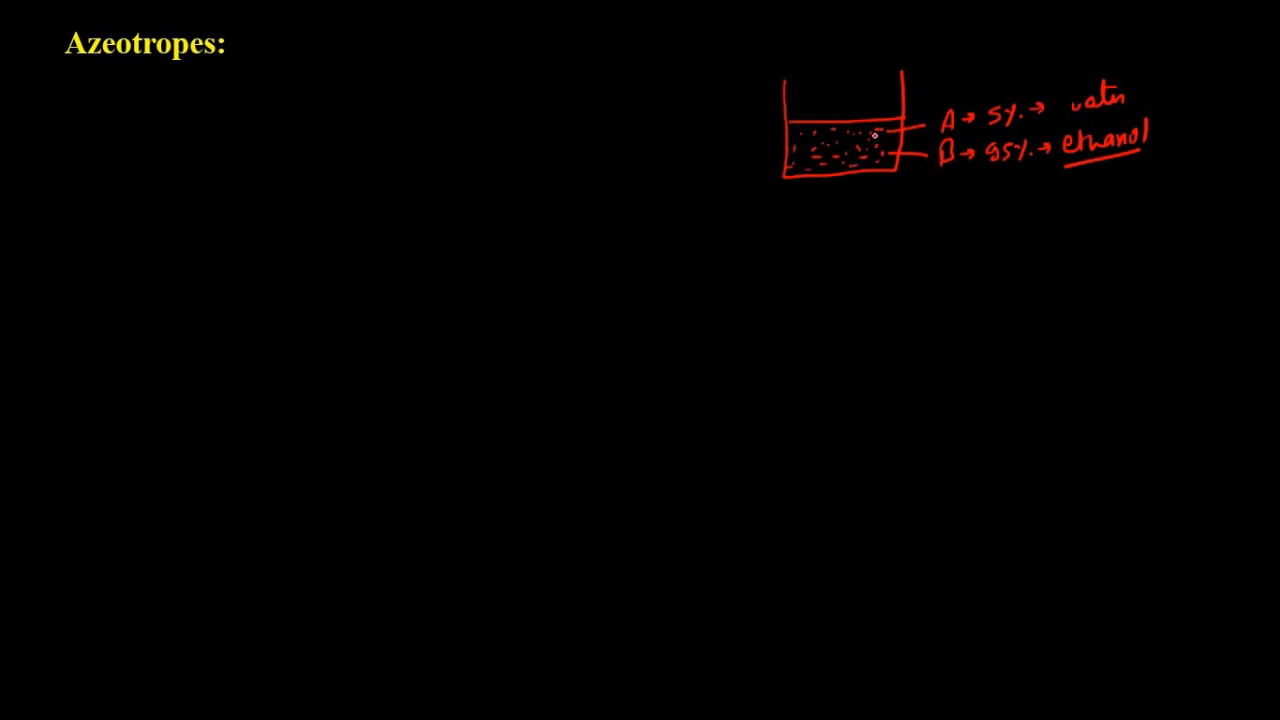 Azeotropes:
A → 5%. → water
B → 95%. → ethanol